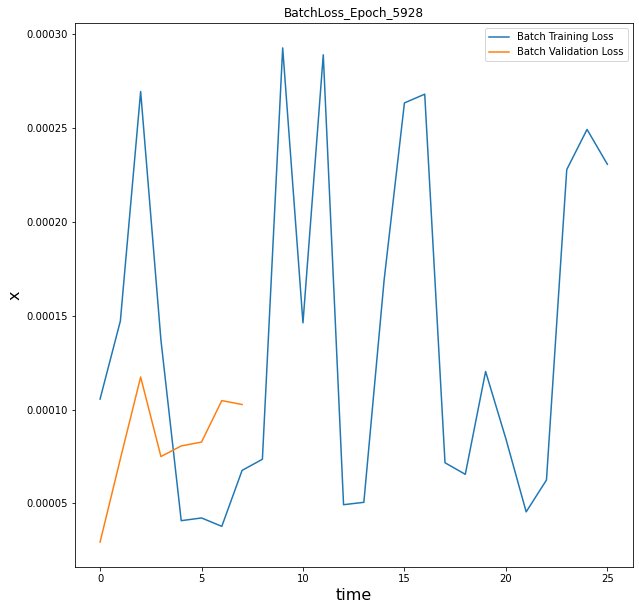 BatchLoss_Epoch_5928
Batch Training Loss
Batch Validation Loss
0.00030
0.00025
0.00020
0.00015
0.00010
0.00005
x
0 5 10 15 20 25
time